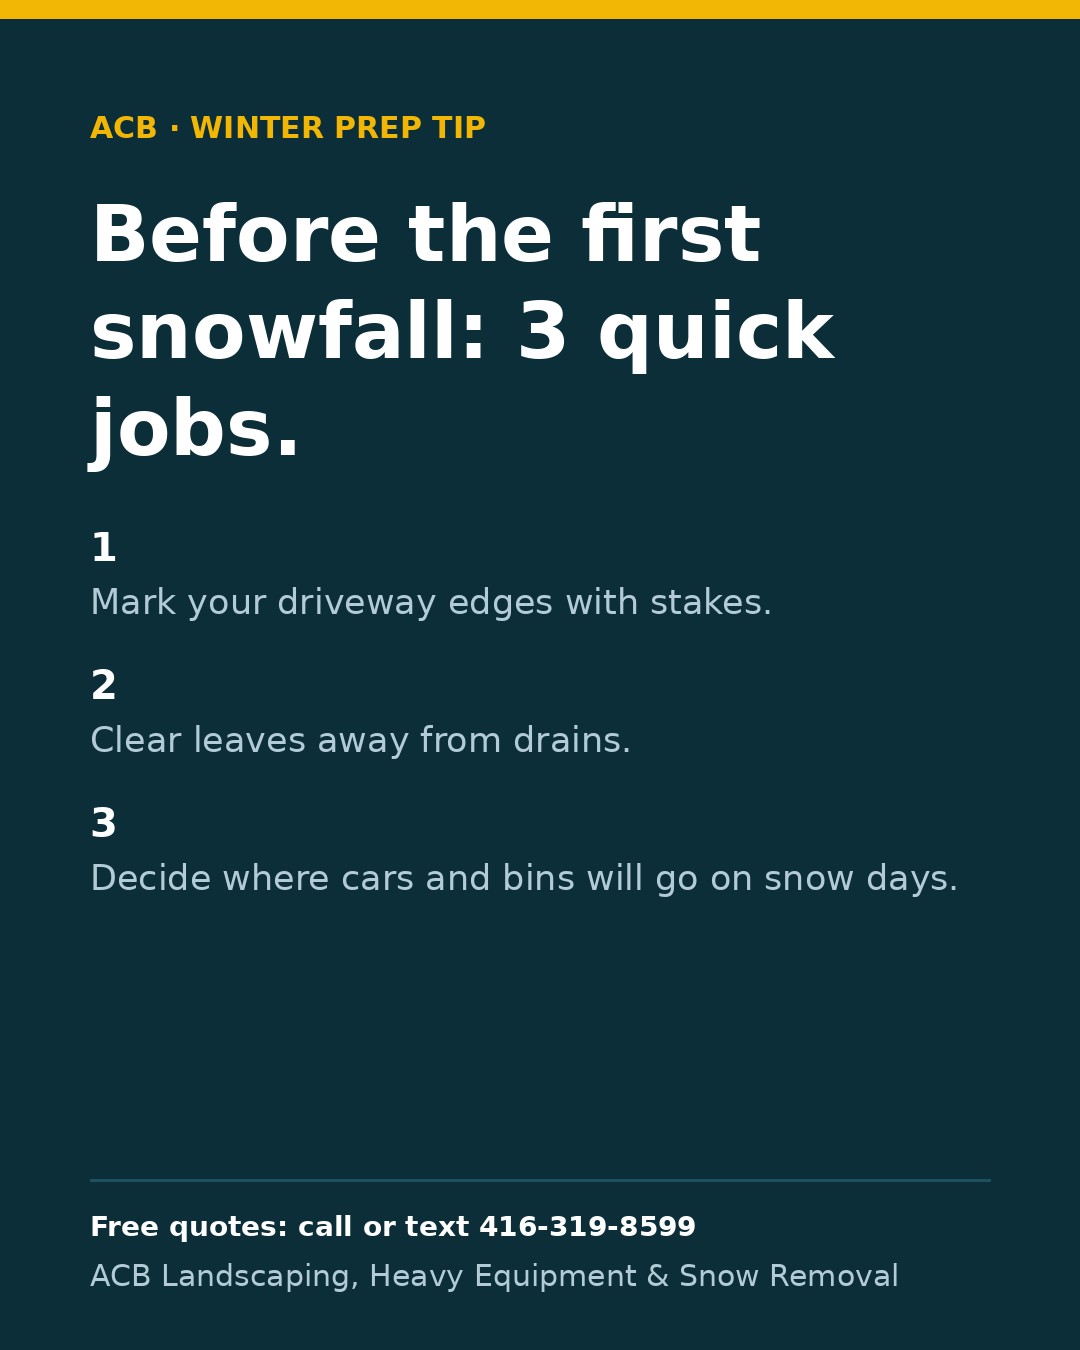 ACB · WINTER PREP TIP
Before the first
snowfall: 3 quick
jobs.
1
Mark your driveway edges with stakes.
2
Clear leaves away from drains.
3
Decide where cars and bins will go on snow days.
Free quotes: call or text 416-319-8599
ACB Landscaping, Heavy Equipment & Snow Removal